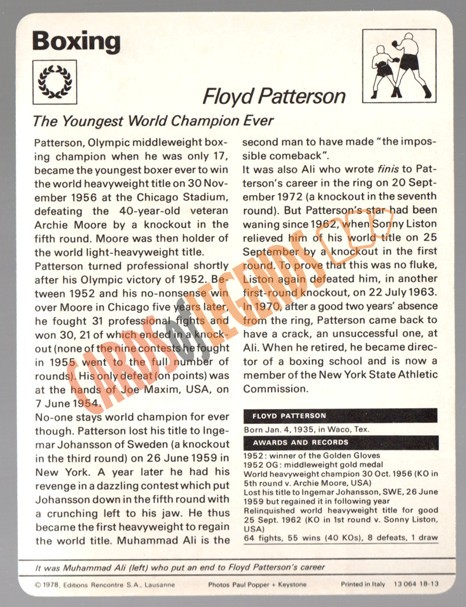 Boxing
Floyd Patterson
The Youngest World Champion Ever
Patterson, Olympic middleweight box-
ing champion when he was only 17,
became the youngest boxer ever to win
the world heavyweight title on 30 Nov-
ember 1956 at the Chicago Stadium,
defeating the 40-year-old veteran
Archie Moore by a knockout in the
fifth round. Moore was then holder of
the world light-heavyweight title.
Patterson turned professional shortly
after his Olympic victory of 1952. Be-
tween 1952 and his no-nonsense win
over Moore in Chicago five years later,
he fought 31 professional fights and
won 30, 21 of which ended in knock-
out (none of the contests he fought
in 1955 went to the full number of
rounds). His only defeat (on points) was
at the hands of Joe Maxim, USA, on
7 June 1954.
No-one stays world champion for ever
though. Patterson lost his title to Inge-
mar Johansson of Sweden (a knockout
in the third round) on 26 June 1959 in
New York. A year later he had his
revenge in a dazzling contest which put
Johansson down in the fifth round with
a crunching left to his jaw. He thus
became the first heavyweight to regain
the world title. Muhammad Ali is the
second man to have made "the impos-
sible comeback".
It was also Ali who wrote finis to Pat-
terson's career in the ring on 20 Sept-
ember 1972 (a knockout in the seventh
round). But Patterson's star had been
waning since 1962, when Sonny Liston
relieved him of his world title on 25
September by a knockout in the first
round. To prove that this was no fluke,
Liston again defeated him, in another
first-round knockout, on 22 July 1963.
In 1970, after a good two years' absence
from the ring, Patterson came back to
have a crack, an unsuccessful one, at
Ali. When he retired, he became direc-
tor of a boxing school and is now a
member of the New York State Athletic
Commission.
FLOYD PATTERSON
Born Jan. 4, 1935, in Waco, Tex.
AWARDS AND RECORDS
1952: winner of the Golden Gloves
1952 OG: middleweight gold medal
World heavyweight champion 30 Oct. 1956 (KO in
5th round v. Archie Moore, USA)
Lost his title to Ingemar Johansson, SWE, 26 June
1959 but regained it in following year
Relinquished world heavyweight title for good
25 Sept. 1962 (KO in 1st round v. Sonny Liston,
USA)
64 fights, 55 wins (40 KOs), 8 defeats, 1 draw
It was Muhammad Ali (left) who put an end to Floyd Patterson's career
© 1978, Editions Rencontre S.A., Lausanne Photos Paul Popper + Keystone Printed in Italy 13 064 18-13
CARDS OF LEGENDS